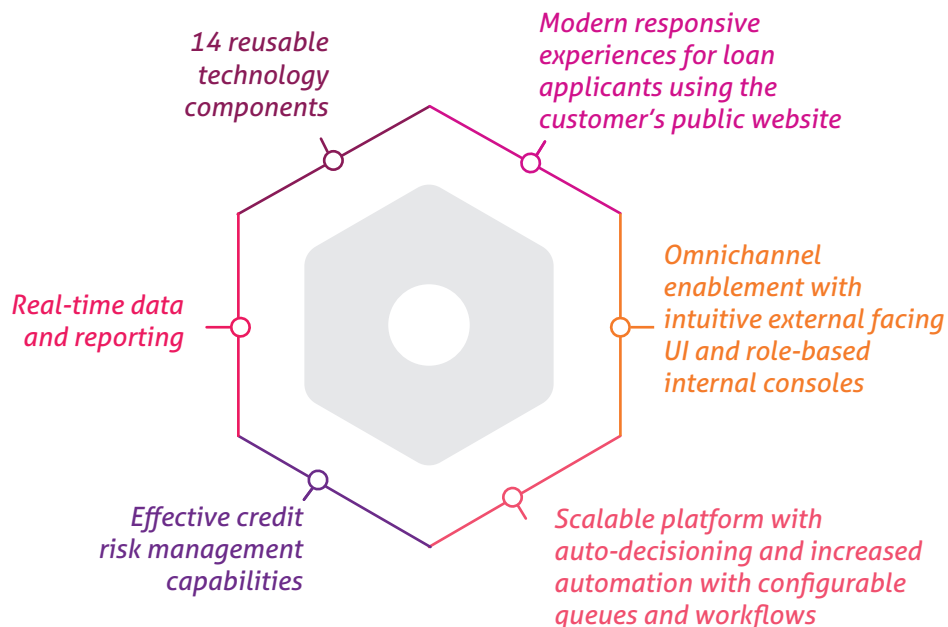 14 reusable
technology
components
Modern responsive
experiences for loan
applicants using the
customer's public website
Omnichannel
enablement with
intuitive external facing
UI and role-based
internal consoles
Scalable platform with
auto-decisioning and increased
automation with configurable
queues and workflows
Effective credit
risk management
capabilities
Real-time data
and reporting